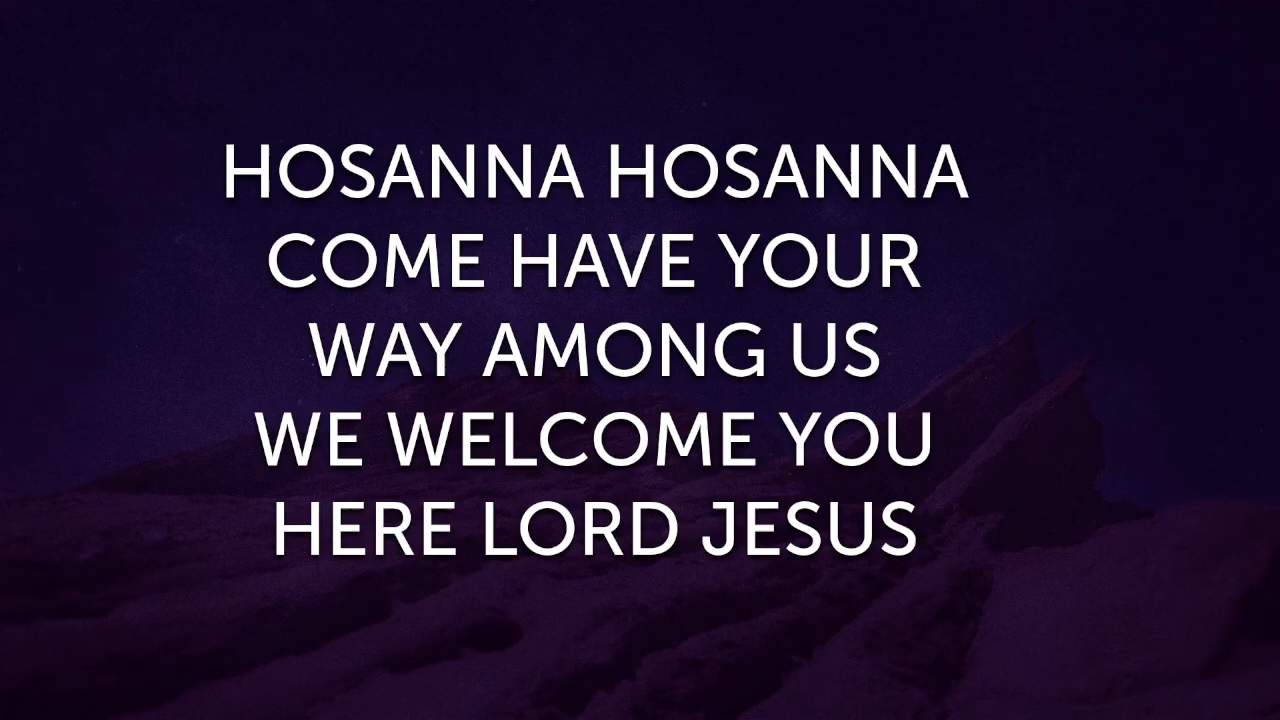 HOSANNA HOSANNA
COME HAVE YOUR
WAY AMONG US
WE WELCOME YOU
HERE LORD JESUS